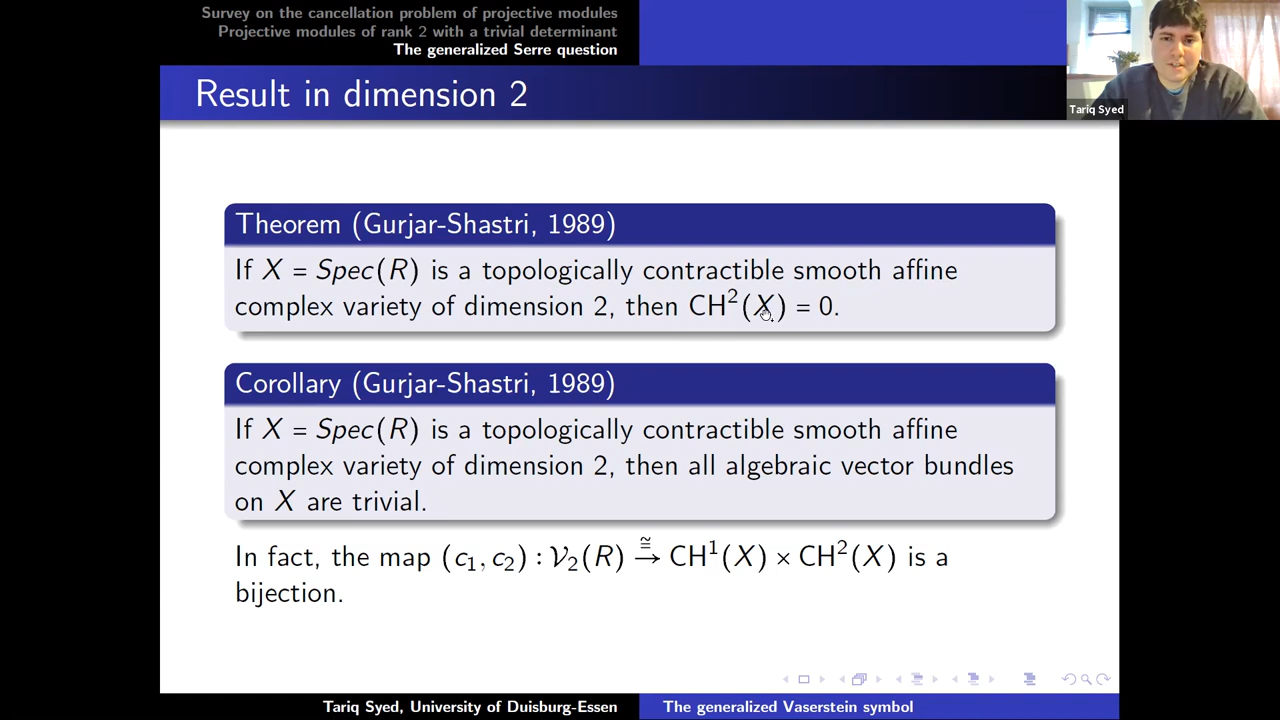 Survey on the cancellation problem of projective modules
Projective modules of rank 2 with a trivial determinant
The generalized Serre question
Result in dimension 2
Tariq Syed
Theorem (Gurjar-Shastri, 1989)
If X = Spec(R) is a topologically contractible smooth affine
complex variety of dimension 2, then CH²(X) = 0.
Corollary (Gurjar-Shastri, 1989)
If X = Spec(R) is a topologically contractible smooth affine
complex variety of dimension 2, then all algebraic vector bundles
on X are trivial.
In fact, the map (c₁, c₂) : 𝒱₂(R) ≅→ CH¹(X) × CH²(X) is a
bijection.
Tariq Syed, University of Duisburg-Essen
The generalized Vaserstein symbol